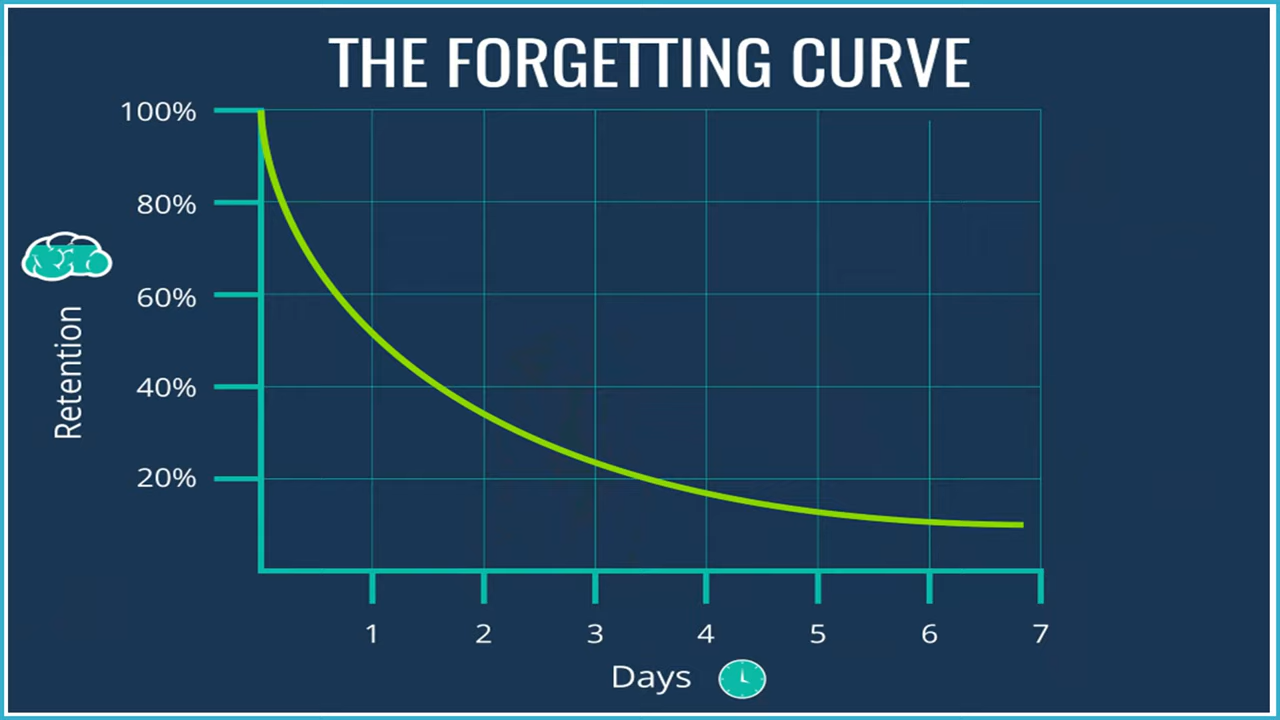 THE FORGETTING CURVE
100%
80%
60%
40%
20%
Retention
1 2 3 4 5 6 7
Days